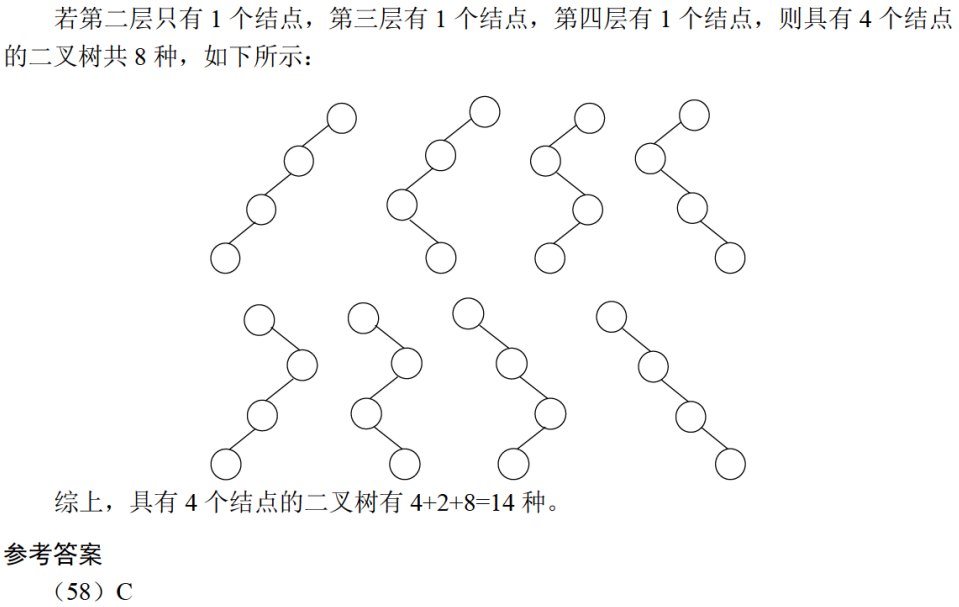 若第二层只有 1 个结点，第三层有 1 个结点，第四层有 1 个结点，则具有 4 个结点
的二叉树共 8 种，如下所示：
综上，具有 4 个结点的二叉树有 4+2+8=14 种。
参考答案
（58）C